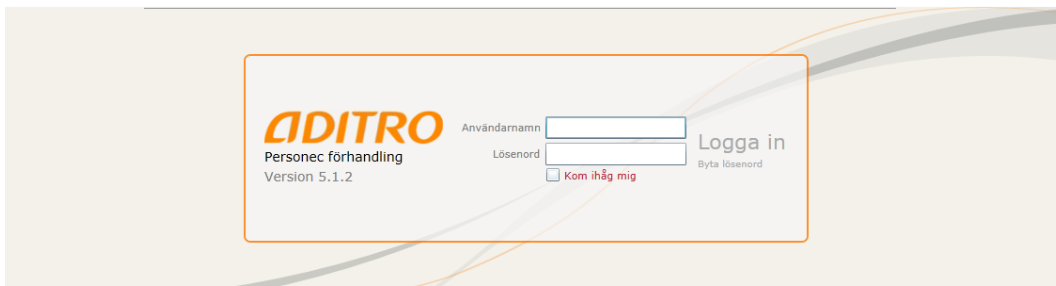 ADITRO
Personec förhandling
Version 5.1.2
Användarnamn
Lösenord
Kom ihåg mig
Logga in
Byta lösenord